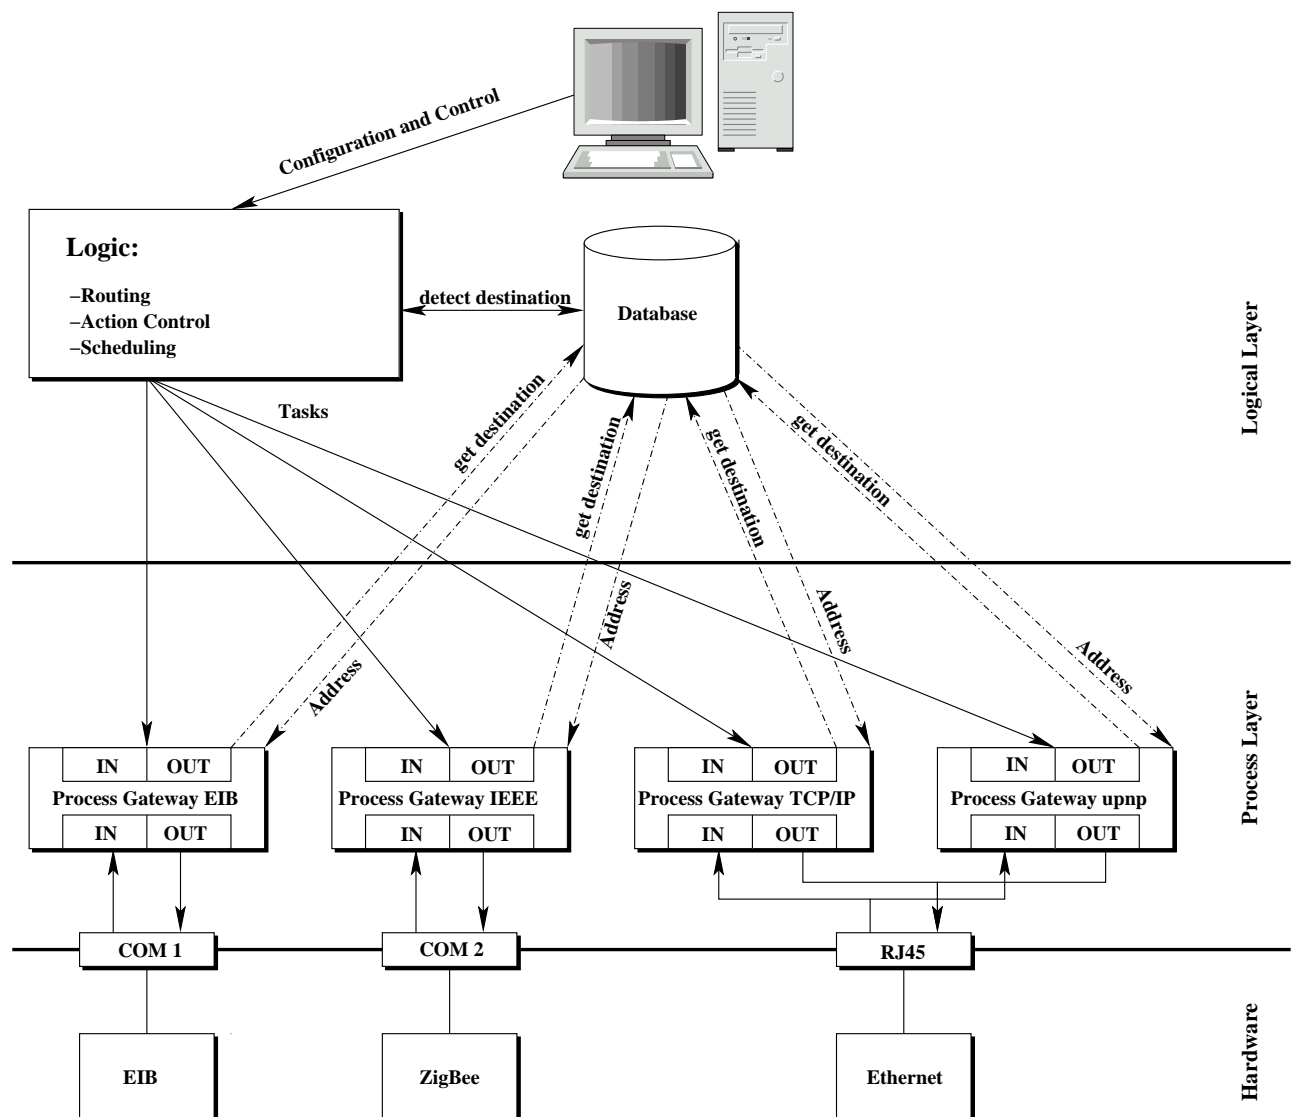 Configuration and Control
Logic:
–Routing
–Action Control
–Scheduling
detect destination
Database
Logical Layer
Tasks
get destination
get destination
get destination
get destination
Address
Address
Address
Address
Process Layer
IN OUT
Process Gateway EIB
IN OUT
IN OUT
Process Gateway IEEE
IN OUT
IN OUT
Process Gateway TCP/IP
IN OUT
IN OUT
Process Gateway upnp
IN OUT
COM 1
COM 2
RJ45
EIB
ZigBee
Ethernet
Hardware